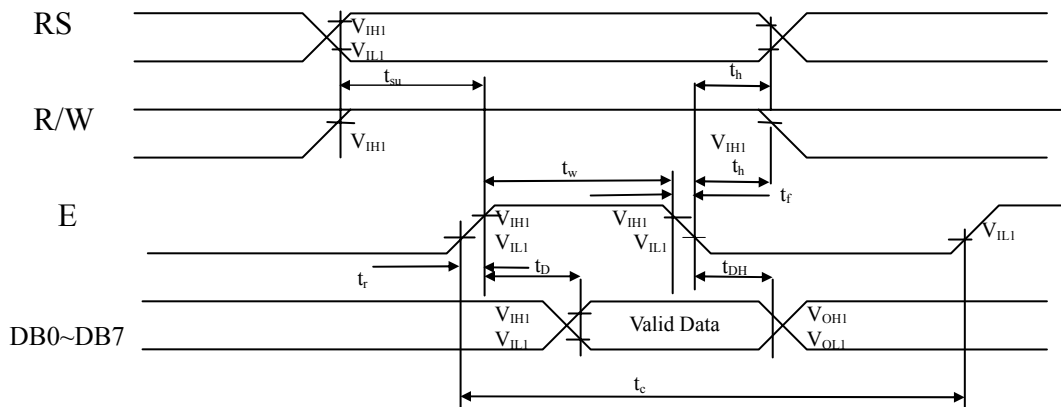 RS
V_IH1
V_IL1
t_su
t_h
R/W
V_IH1
V_IH1
t_w
t_h
t_f
E
V_IH1
V_IH1
V_IL1
V_IL1
V_IL1
t_r
t_D
t_DH
DB0~DB7
V_IH1
Valid Data
V_OH1
V_IL1
V_OL1
t_c